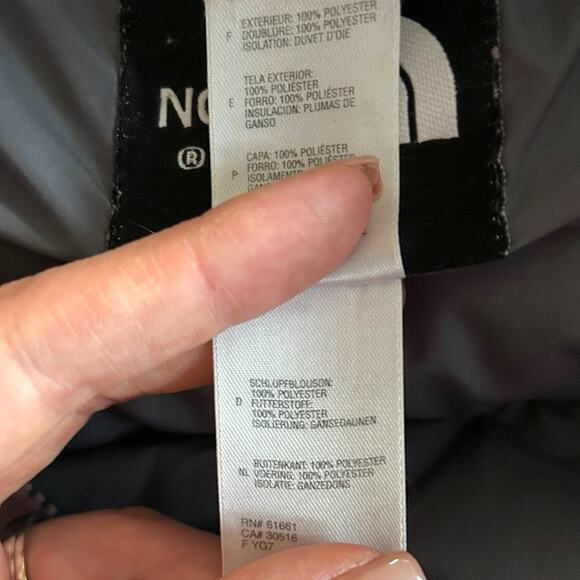 EXTERIEUR: 100% POLYESTER
F DOUBLURE: 100% POLYESTER
ISOLATION: DUVET D'OIE
TELA EXTERIOR:
100% POLIÉSTER
E FORRO: 100% POLIÉSTER
INSULACION: PLUMAS DE
GANSO
NO
®
CAPA: 100% POLIÉSTER
FORRO: 100% POLIÉSTER
P ISOLAMENTO
SCHLUPFBLOUSON:
100% POLYESTER
D FUTTERSTOFF:
100% POLYESTER
ISOLIERUNG: GANSEDAUNEN
BUITENKANT: 100% POLYESTER
NL VOERING: 100% POLYESTER
ISOLATIE: GANZEDONS
RN# 61661
CA# 30516
F YG7